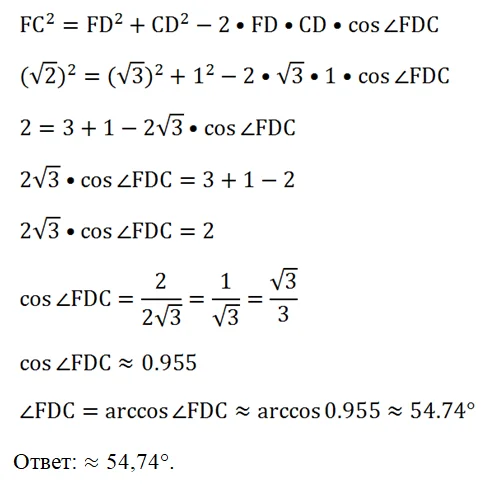 FC² = FD² + CD² − 2 • FD • CD • cos ∠FDC
(√2)² = (√3)² + 1² − 2 • √3 • 1 • cos ∠FDC
2 = 3 + 1 − 2√3 • cos ∠FDC
2√3 • cos ∠FDC = 3 + 1 − 2
2√3 • cos ∠FDC = 2
cos ∠FDC = 2/(2√3) = 1/√3 = √3/3
cos ∠FDC ≈ 0.955
∠FDC = arccos ∠FDC ≈ arccos 0.955 ≈ 54.74°
Ответ: ≈ 54,74°.